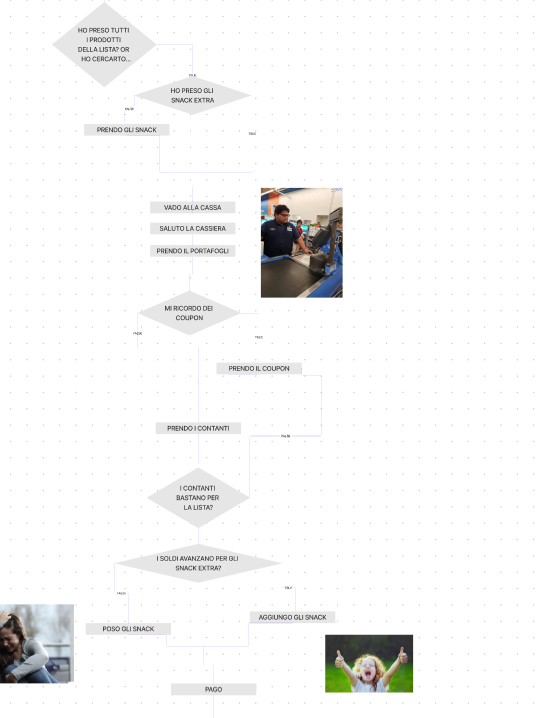 HO PRESO TUTTI
I PRODOTTI
DELLA LISTA? OR
HO CERCARTO...
TRUE
HO PRESO GLI
SNACK EXTRA
FALSE
PRENDO GLI SNACK
TRUE
VADO ALLA CASSA
SALUTO LA CASSIERA
PRENDO IL PORTAFOGLI
MI RICORDO DEI
COUPON
FALSE
TRUE
PRENDO IL COUPON
PRENDO I CONTANTI
FALSE
I CONTANTI
BASTANO PER
LA LISTA?
I SOLDI AVANZANO PER GLI
SNACK EXTRA?
TRUE
FALSE
AGGIUNGO GLI SNACK
POSO GLI SNACK
PAGO